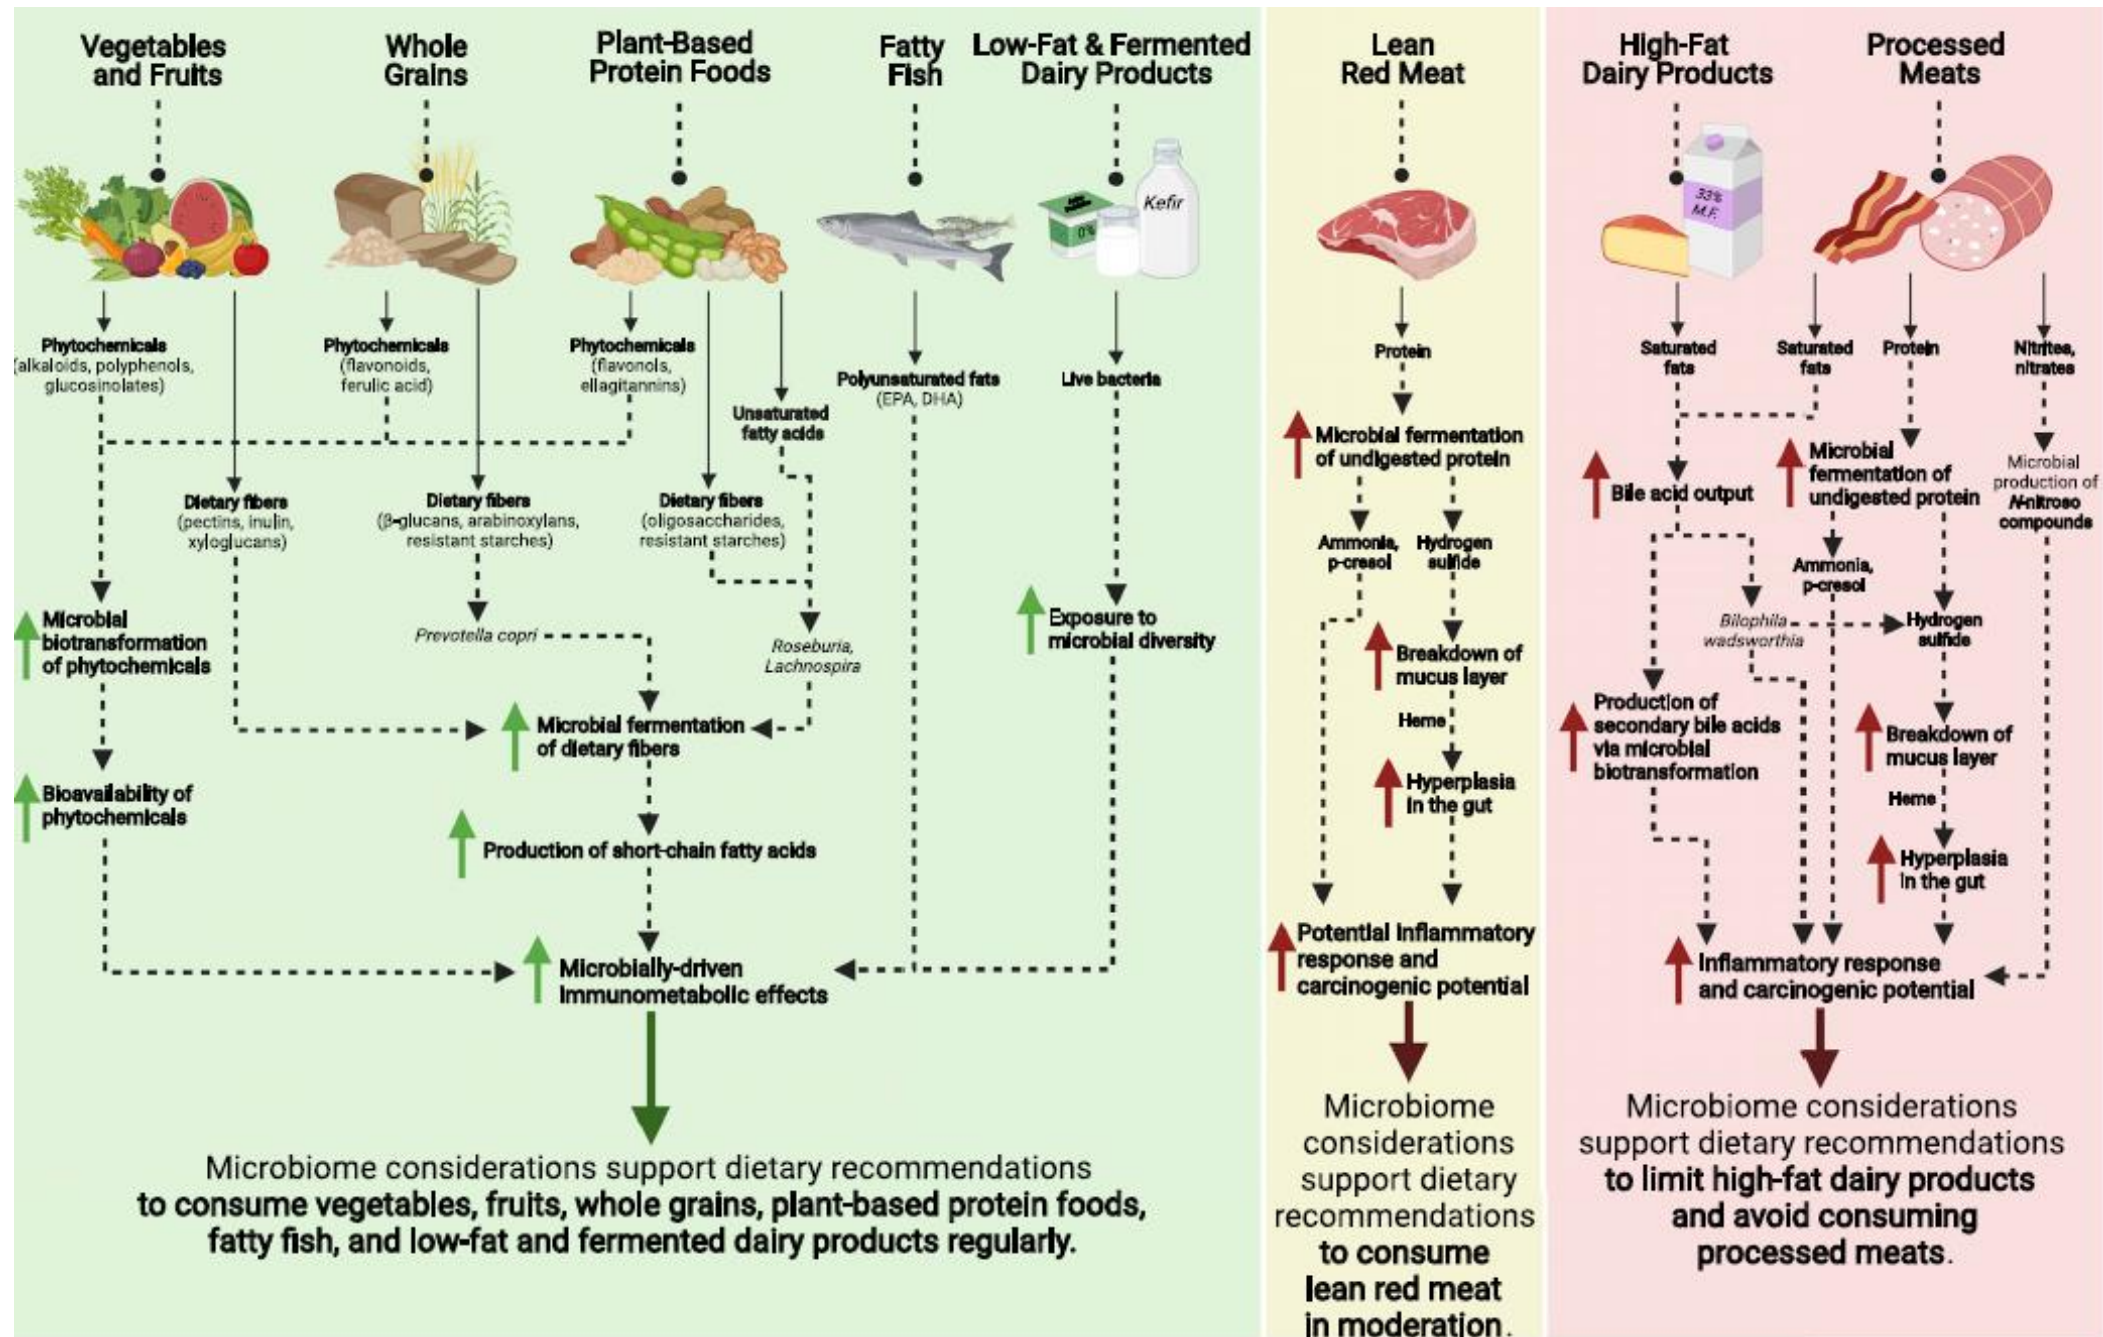 Vegetables
and Fruits
Whole
Grains
Plant-Based
Protein Foods
Fatty
Fish
Low-Fat & Fermented
Dairy Products
0%
Kefir
Phytochemicals
(alkaloids, polyphenols,
glucosinolates)
Phytochemicals
(flavonoids,
ferulic acid)
Phytochemicals
(flavonols,
ellagitannins)
Unsaturated
fatty acids
Polyunsaturated fats
(EPA, DHA)
Live bacteria
Dietary fibers
(pectins, inulin,
xyloglucans)
Dietary fibers
(β-glucans, arabinoxylans,
resistant starches)
Dietary fibers
(oligosaccharides,
resistant starches)
Microbial
biotransformation
of phytochemicals
Prevotella copri
Roseburia,
Lachnospira
Exposure to
microbial diversity
Microbial fermentation
of dietary fibers
Bioavailability of
phytochemicals
Production of short-chain fatty acids
Microbially-driven
immunometabolic effects
Microbiome considerations support dietary recommendations
to consume vegetables, fruits, whole grains, plant-based protein foods,
fatty fish, and low-fat and fermented dairy products regularly.
Lean
Red Meat
Protein
Microbial fermentation
of undigested protein
Ammonia,
p-cresol
Hydrogen
sulfide
Breakdown of
mucus layer
Heme
Hyperplasia
in the gut
Potential inflammatory
response and
carcinogenic potential
Microbiome
considerations
support dietary
recommendations
to consume
lean red meat
in moderation.
High-Fat
Dairy Products
Processed
Meats
33%
M.F.
Saturated
fats
Saturated
fats
Protein
Nitrites,
nitrates
Bile acid output
Microbial
fermentation of
undigested protein
Microbial
production of
N-nitroso
compounds
Ammonia,
p-cresol
Bilophila
wadsworthia
Hydrogen
sulfide
Production of
secondary bile acids
via microbial
biotransformation
Breakdown of
mucus layer
Heme
Hyperplasia
in the gut
Inflammatory response
and carcinogenic potential
Microbiome considerations
support dietary recommendations
to limit high-fat dairy products
and avoid consuming
processed meats.